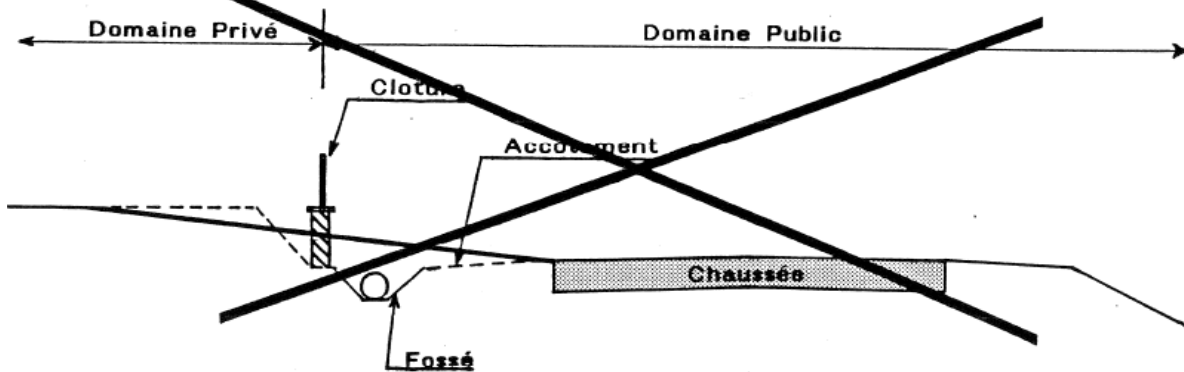 Domaine Privé
Domaine Public
Cloture
Accotement
Chaussée
Fossé